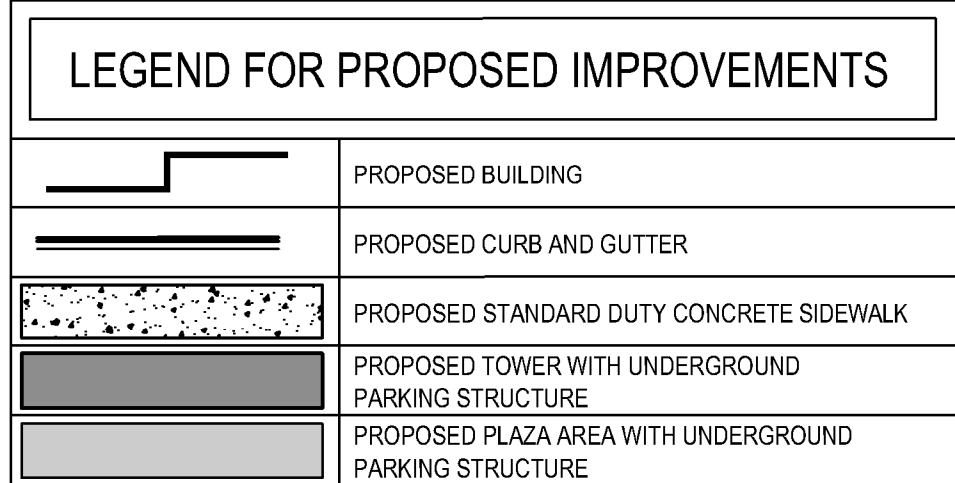 LEGEND FOR PROPOSED IMPROVEMENTS
PROPOSED BUILDING
PROPOSED CURB AND GUTTER
PROPOSED STANDARD DUTY CONCRETE SIDEWALK
PROPOSED TOWER WITH UNDERGROUND
PARKING STRUCTURE
PROPOSED PLAZA AREA WITH UNDERGROUND
PARKING STRUCTURE